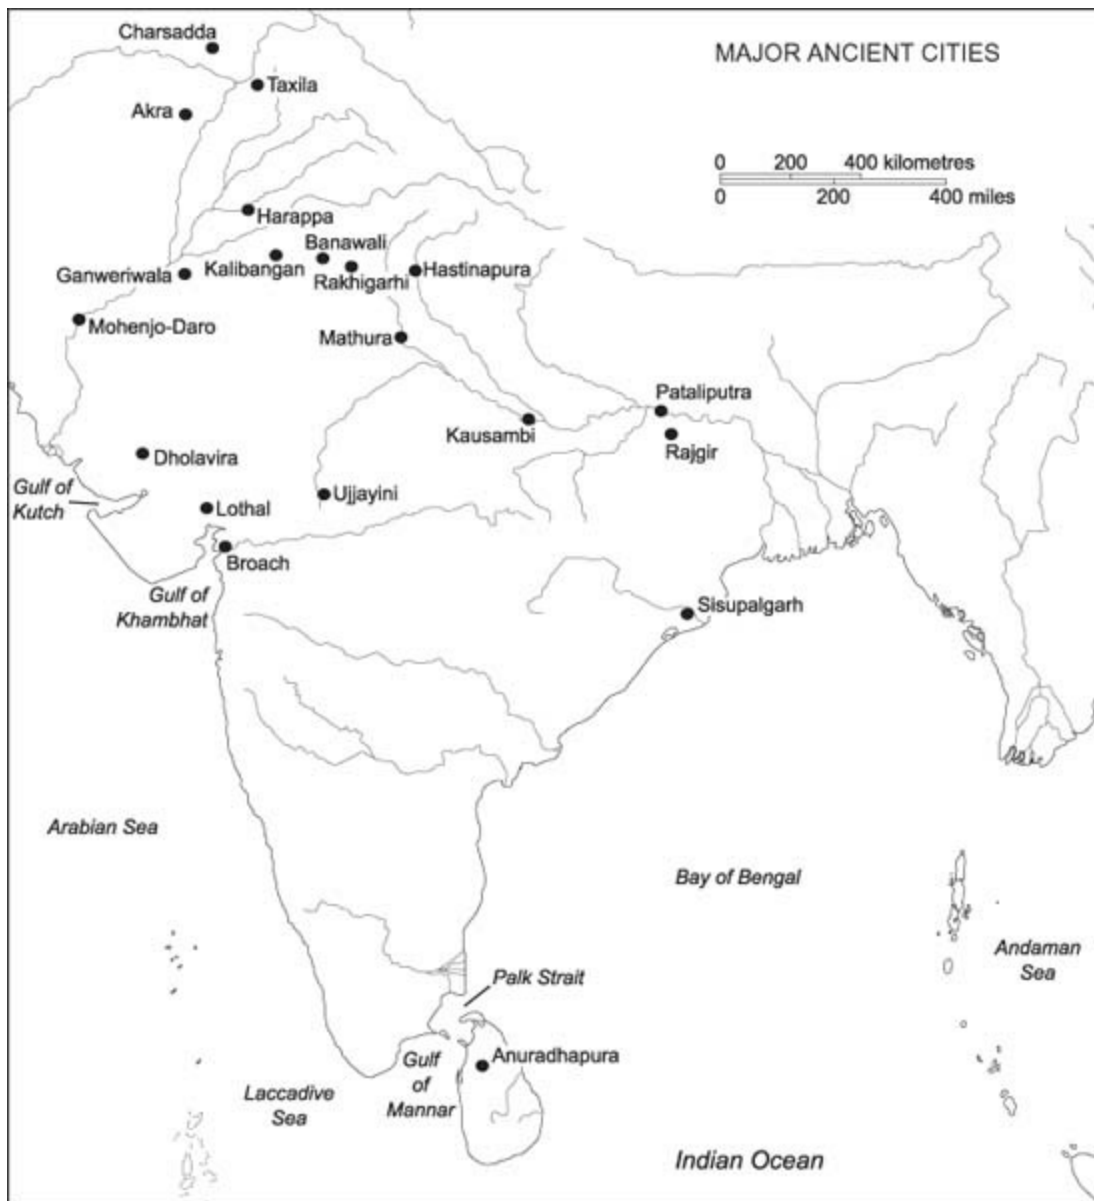 Charsadda
MAJOR ANCIENT CITIES
Taxila
Akra
0 200 400 kilometres
0 200 400 miles
Harappa
Banawali
Ganweriwala
Kalibangan
Rakhigarhi
Hastinapura
Mohenjo-Daro
Mathura
Pataliputra
Kausambi
Rajgir
Dholavira
Gulf of
Kutch
Lothal
Ujjayini
Broach
Gulf of
Khambhat
Sisupalgarh
Arabian Sea
Bay of Bengal
Andaman
Sea
Palk Strait
Anuradhapura
Gulf
of
Mannar
Laccadive
Sea
Indian Ocean